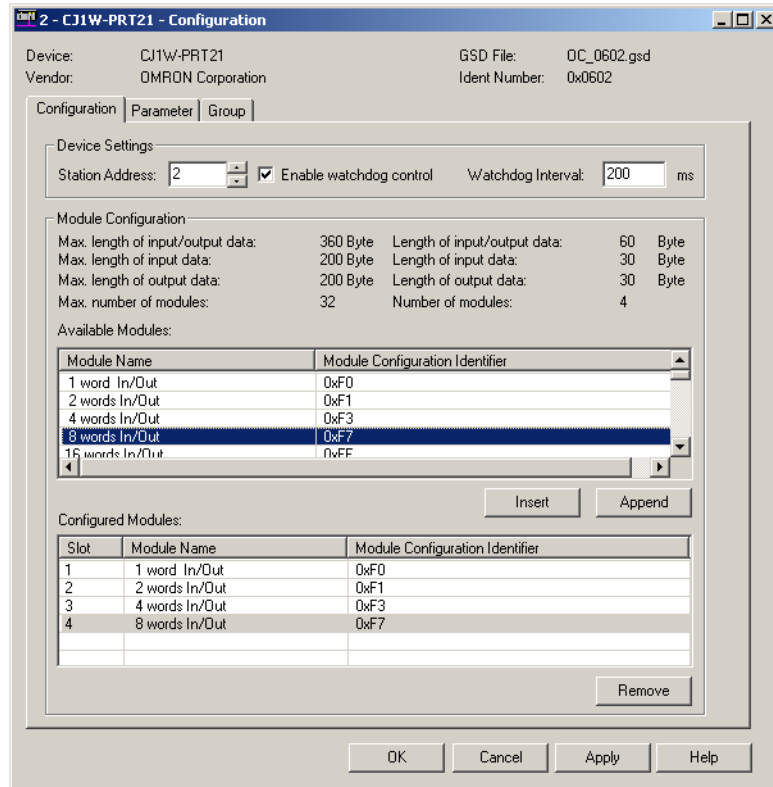 2 - CJ1W-PRT21 - Configuration
Device: CJ1W-PRT21 GSD File: OC_0602.gsd
Vendor: OMRON Corporation Ident Number: 0x0602
Configuration Parameter Group
Device Settings
Station Address: 2 Enable watchdog control Watchdog Interval: 200 ms
Module Configuration
Max. length of input/output data: 360 Byte Length of input/output data: 60 Byte
Max. length of input data: 200 Byte Length of input data: 30 Byte
Max. length of output data: 200 Byte Length of output data: 30 Byte
Max. number of modules: 32 Number of modules: 4
Available Modules:
Module Name Module Configuration Identifier
1 word In/Out 0xF0
2 words In/Out 0xF1
4 words In/Out 0xF3
8 words In/Out 0xF7
16 words In/Out 0xFF
Insert Append
Configured Modules:
Slot Module Name Module Configuration Identifier
1 1 word In/Out 0xF0
2 2 words In/Out 0xF1
3 4 words In/Out 0xF3
4 8 words In/Out 0xF7
Remove
OK Cancel Apply Help